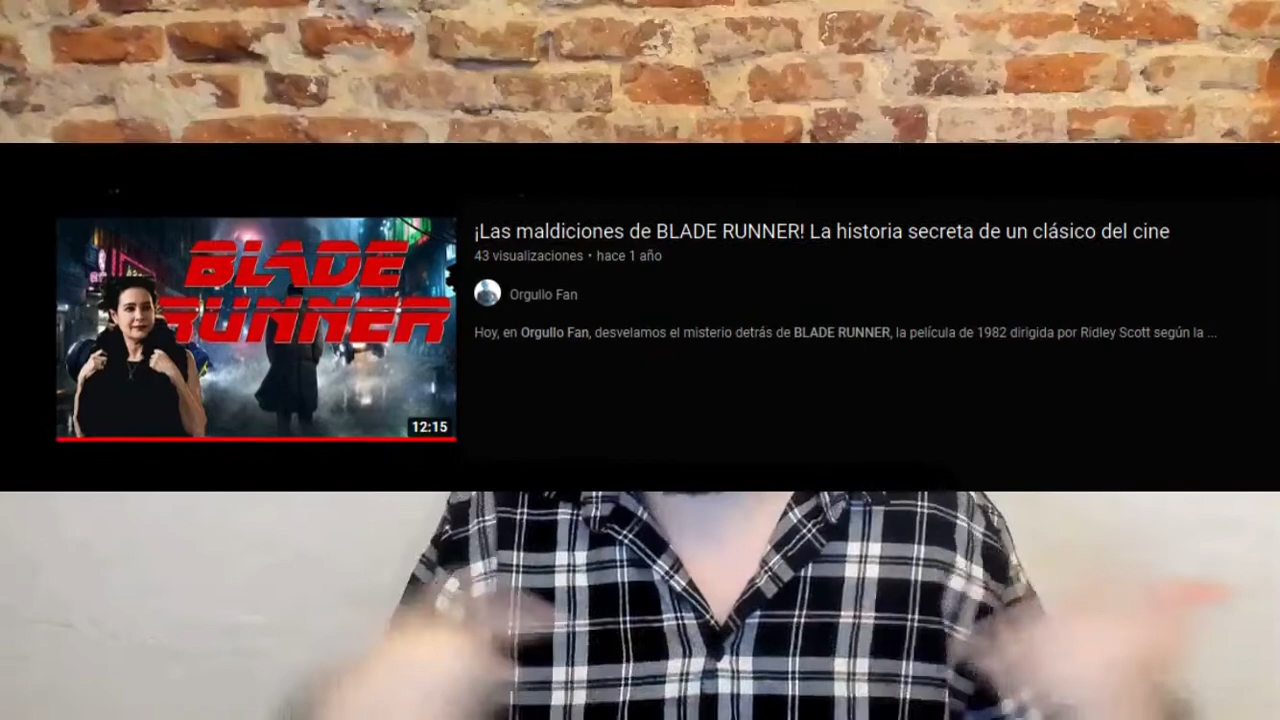 BLADE
RUNNER
12:15
¡Las maldiciones de BLADE RUNNER! La historia secreta de un clásico del cine
43 visualizaciones • hace 1 año
Orgullo Fan
Hoy, en Orgullo Fan, desvelamos el misterio detrás de BLADE RUNNER, la película de 1982 dirigida por Ridley Scott según la ...